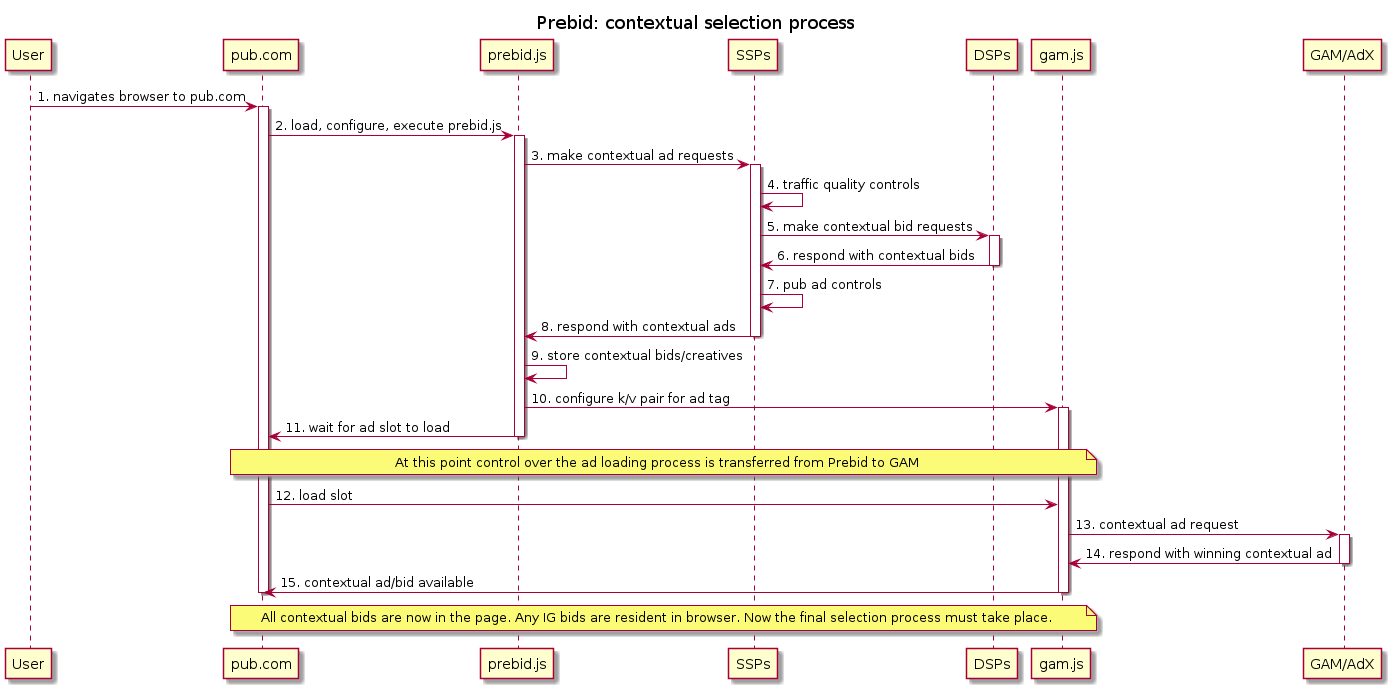 Prebid: contextual selection process
User
pub.com
prebid.js
SSPs
DSPs
gam.js
GAM/AdX
1. navigates browser to pub.com
2. load, configure, execute prebid.js
3. make contextual ad requests
4. traffic quality controls
5. make contextual bid requests
6. respond with contextual bids
7. pub ad controls
8. respond with contextual ads
9. store contextual bids/creatives
10. configure k/v pair for ad tag
11. wait for ad slot to load
At this point control over the ad loading process is transferred from Prebid to GAM
12. load slot
13. contextual ad request
14. respond with winning contextual ad
15. contextual ad/bid available
All contextual bids are now in the page. Any IG bids are resident in browser. Now the final selection process must take place.
User
pub.com
prebid.js
SSPs
DSPs
gam.js
GAM/AdX